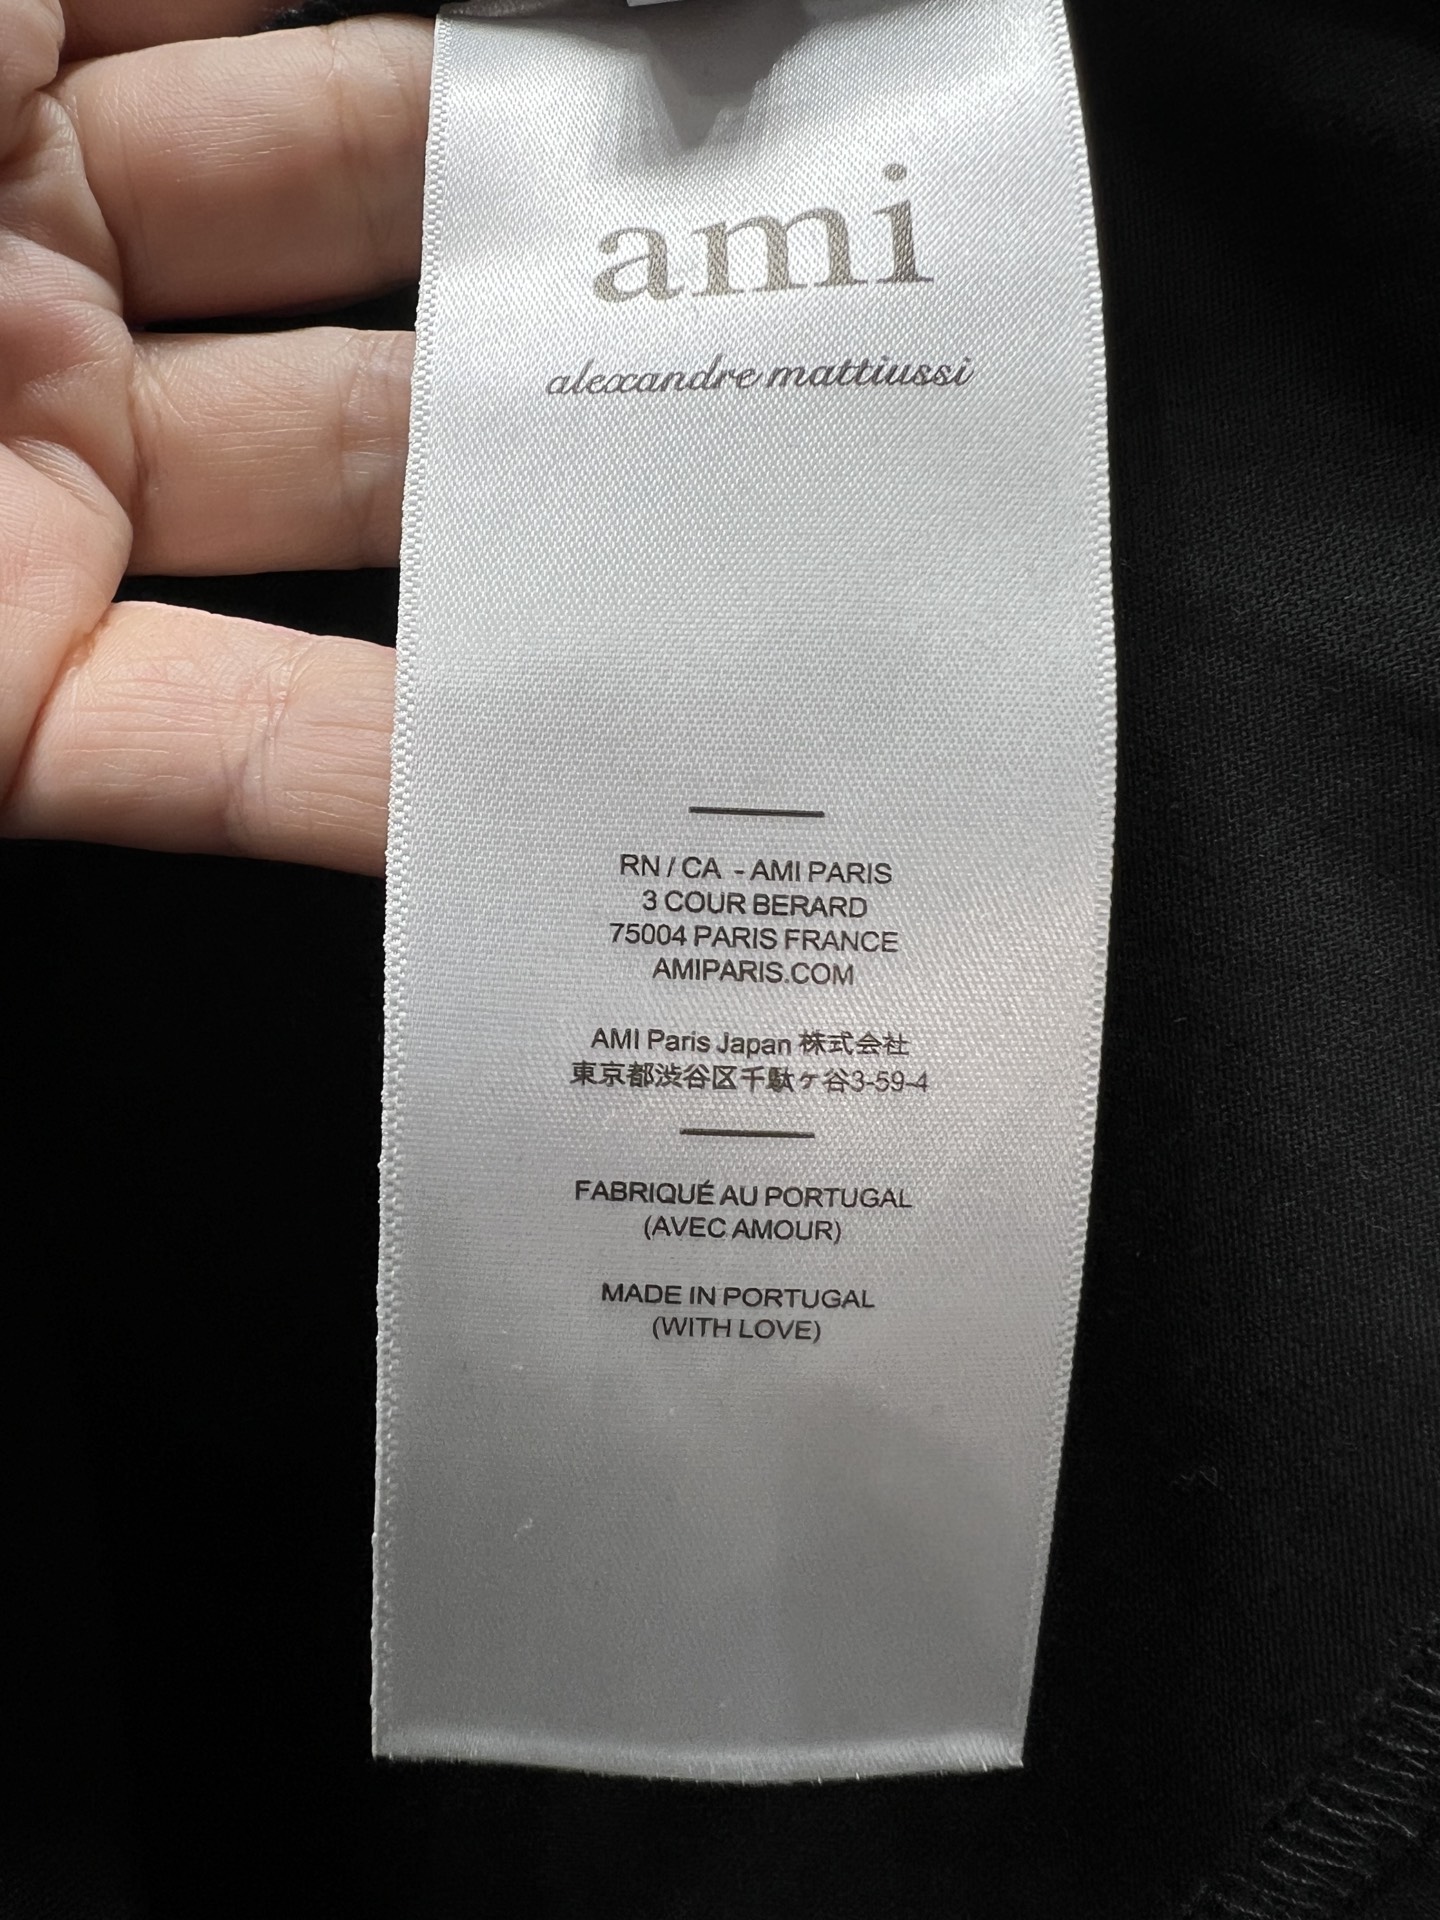 ami
alexandre mattiussi
RN / CA - AMI PARIS
3 COUR BERARD
75004 PARIS FRANCE
AMIPARIS.COM
AMI Paris Japan 株式会社
東京都渋谷区千駄ヶ谷3-59-4
FABRIQUÉ AU PORTUGAL
(AVEC AMOUR)
MADE IN PORTUGAL
(WITH LOVE)